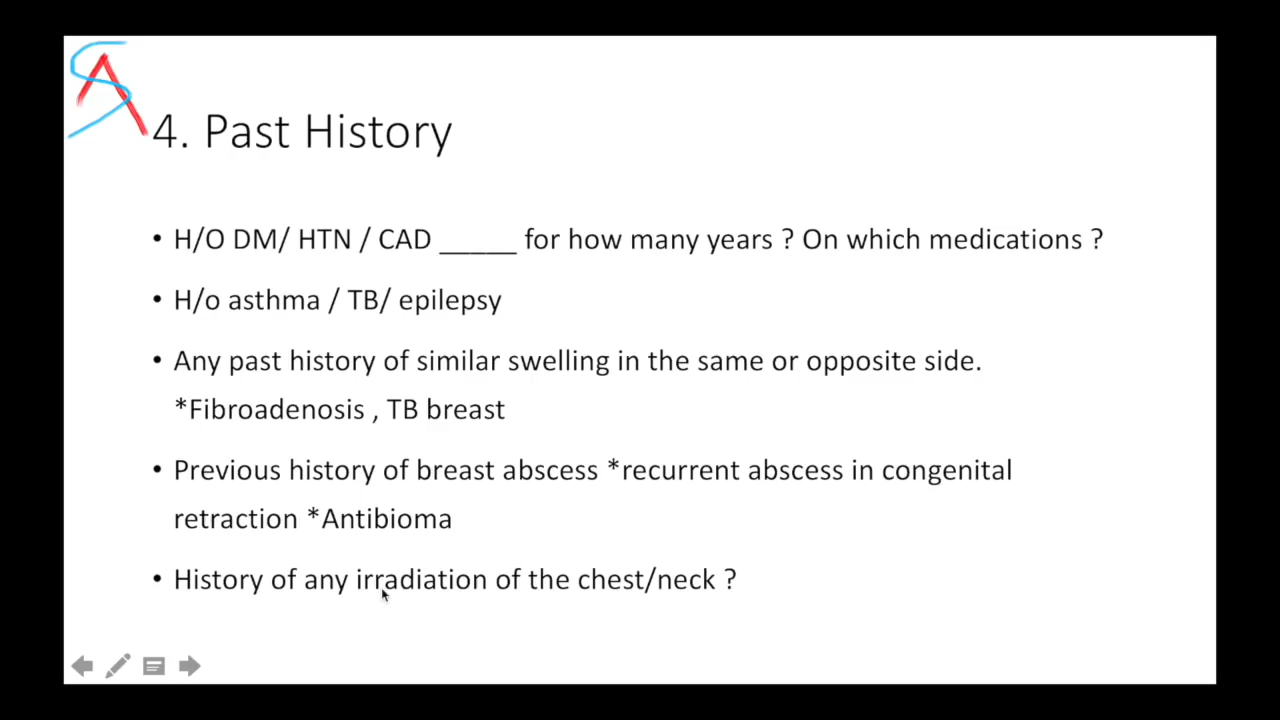 SA
4. Past History
• H/O DM/ HTN / CAD _____ for how many years ? On which medications ?
• H/o asthma / TB/ epilepsy
• Any past history of similar swelling in the same or opposite side.
*Fibroadenosis , TB breast
• Previous history of breast abscess *recurrent abscess in congenital
retraction *Antibioma
• History of any irradiation of the chest/neck ?